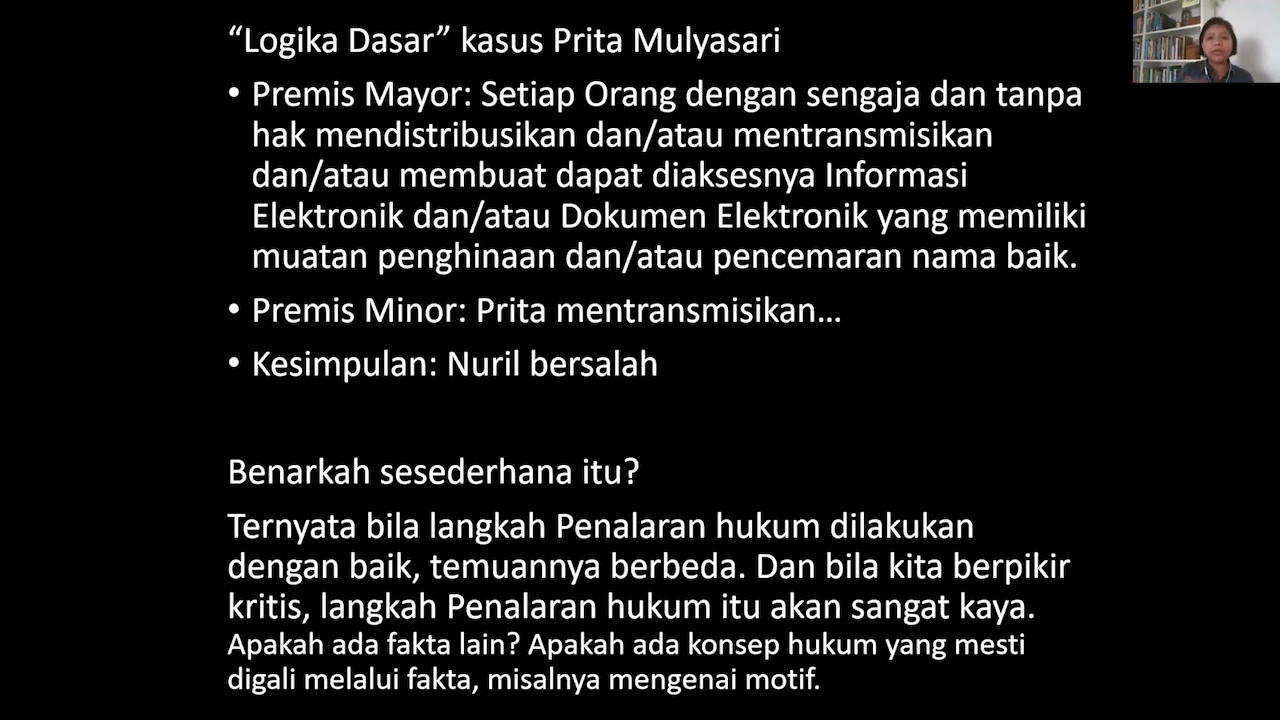 “Logika Dasar” kasus Prita Mulyasari
• Premis Mayor: Setiap Orang dengan sengaja dan tanpa
hak mendistribusikan dan/atau mentransmisikan
dan/atau membuat dapat diaksesnya Informasi
Elektronik dan/atau Dokumen Elektronik yang memiliki
muatan penghinaan dan/atau pencemaran nama baik.
• Premis Minor: Prita mentransmisikan…
• Kesimpulan: Nuril bersalah
Benarkah sesederhana itu?
Ternyata bila langkah Penalaran hukum dilakukan
dengan baik, temuannya berbeda. Dan bila kita berpikir
kritis, langkah Penalaran hukum itu akan sangat kaya.
Apakah ada fakta lain? Apakah ada konsep hukum yang mesti
digali melalui fakta, misalnya mengenai motif.